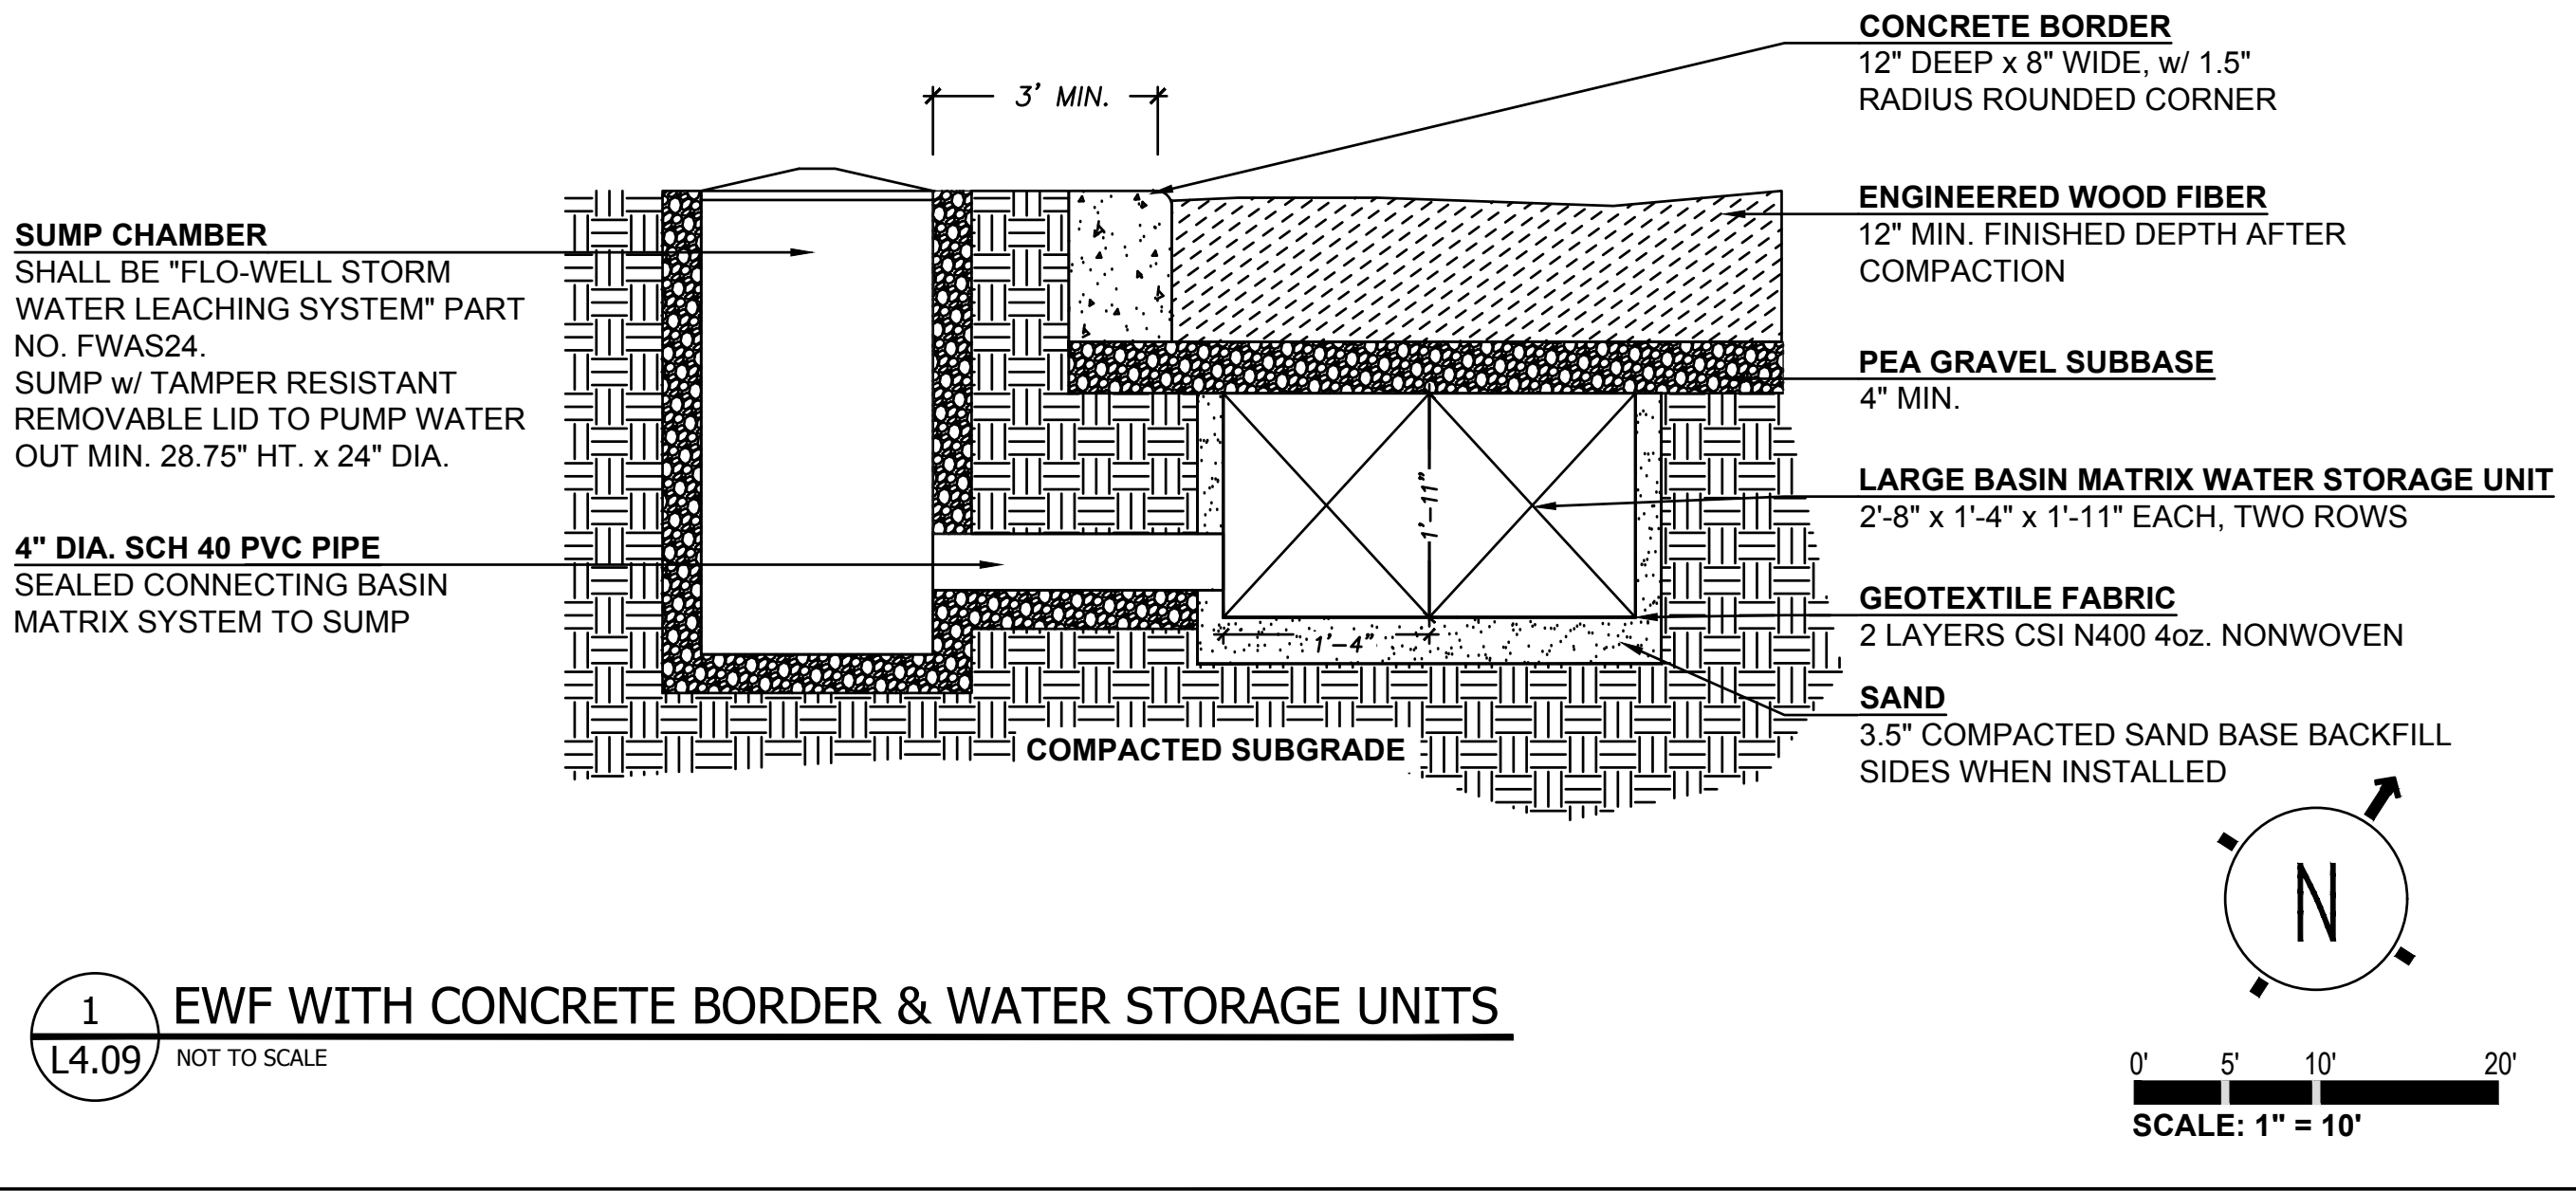 CONCRETE BORDER
12" DEEP x 8" WIDE, w/ 1.5"
RADIUS ROUNDED CORNER
3' MIN.
ENGINEERED WOOD FIBER
12" MIN. FINISHED DEPTH AFTER
COMPACTION
SUMP CHAMBER
SHALL BE "FLO-WELL STORM
WATER LEACHING SYSTEM" PART
NO. FWAS24.
SUMP w/ TAMPER RESISTANT
REMOVABLE LID TO PUMP WATER
OUT MIN. 28.75" HT. x 24" DIA.
PEA GRAVEL SUBBASE
4" MIN.
LARGE BASIN MATRIX WATER STORAGE UNIT
2'-8" x 1'-4" x 1'-11" EACH, TWO ROWS
1'-11"
4" DIA. SCH 40 PVC PIPE
SEALED CONNECTING BASIN
MATRIX SYSTEM TO SUMP
GEOTEXTILE FABRIC
2 LAYERS CSI N400 4oz. NONWOVEN
1'-4"
SAND
3.5" COMPACTED SAND BASE BACKFILL
SIDES WHEN INSTALLED
COMPACTED SUBGRADE
N
1
L4.09
EWF WITH CONCRETE BORDER & WATER STORAGE UNITS
NOT TO SCALE
0' 5' 10' 20'
SCALE: 1" = 10'